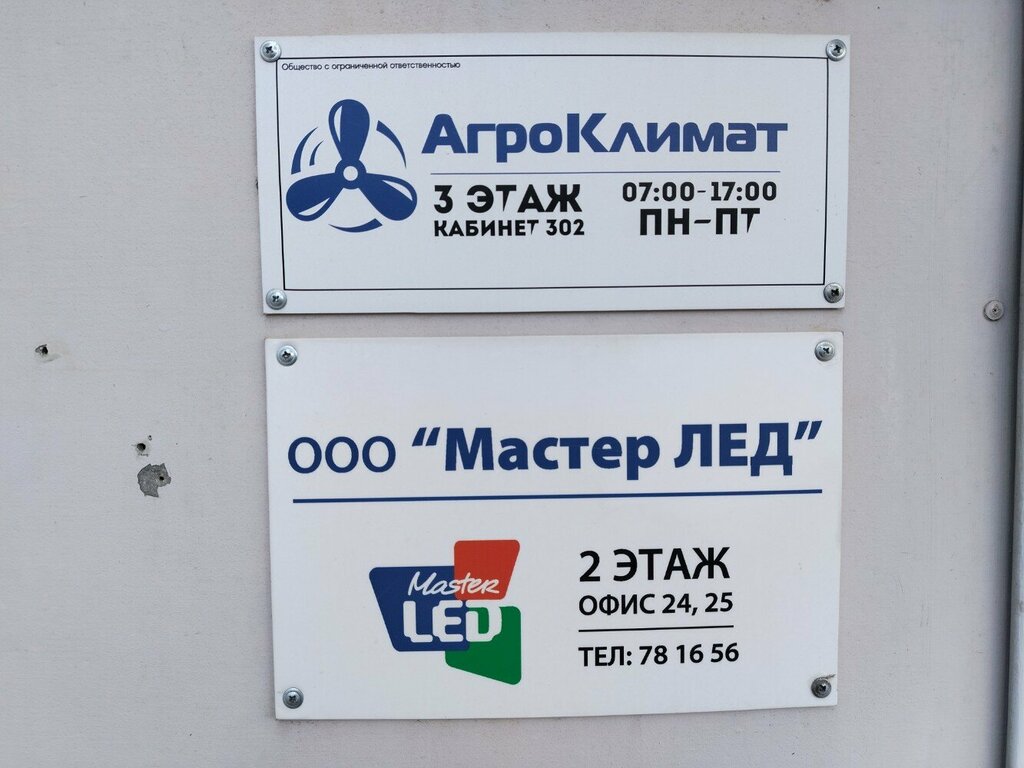 Общество с ограниченной ответственностью
АгроКлимат
3 ЭТАЖ
КАБИНЕТ 302
07:00-17:00
ПН-ПТ
ООО “Мастер ЛЕД”
Master
LED
2 ЭТАЖ
ОФИС 24, 25
ТЕЛ: 78 16 56